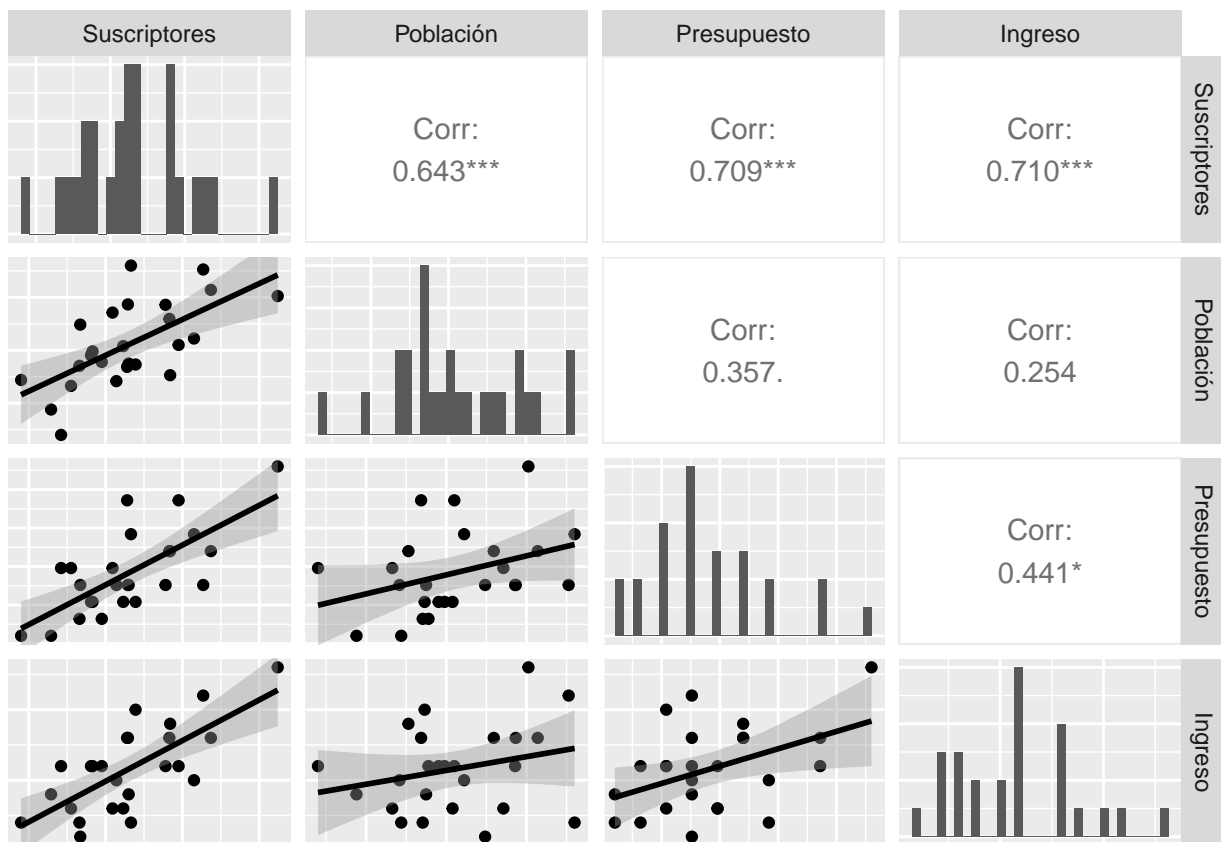 Suscriptores
Población
Presupuesto
Ingreso
Corr:
0.643***
Corr:
0.709***
Corr:
0.710***
Suscriptores
Corr:
0.357.
Corr:
0.254
Población
Corr:
0.441*
Presupuesto
Ingreso